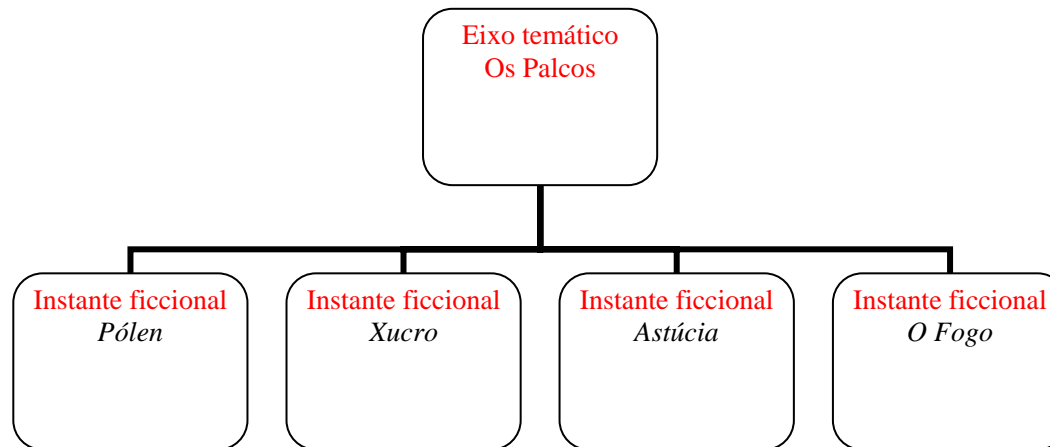 Eixo temático
Os Palcos
Instante ficcional
Pólen
Instante ficcional
Xucro
Instante ficcional
Astúcia
Instante ficcional
O Fogo